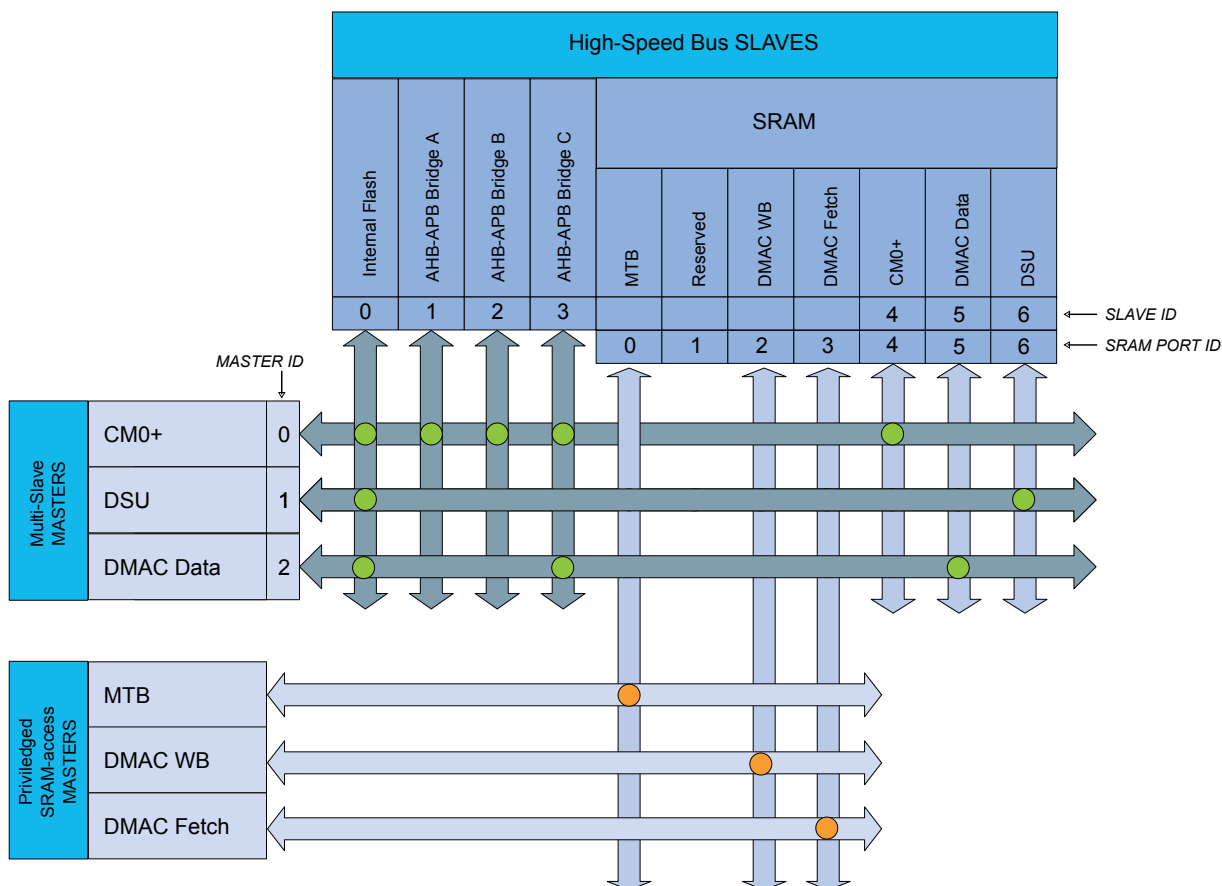 High-Speed Bus SLAVES
SRAM
Internal Flash
AHB-APB Bridge A
AHB-APB Bridge B
AHB-APB Bridge C
MTB
Reserved
DMAC WB
DMAC Fetch
CM0+
DMAC Data
DSU
0 1 2 3 4 5 6 SLAVE ID
0 1 2 3 4 5 6 SRAM PORT ID
MASTER ID
Multi-Slave
MASTERS
CM0+ 0
DSU 1
DMAC Data 2
Priviledged
SRAM-access
MASTERS
MTB
DMAC WB
DMAC Fetch